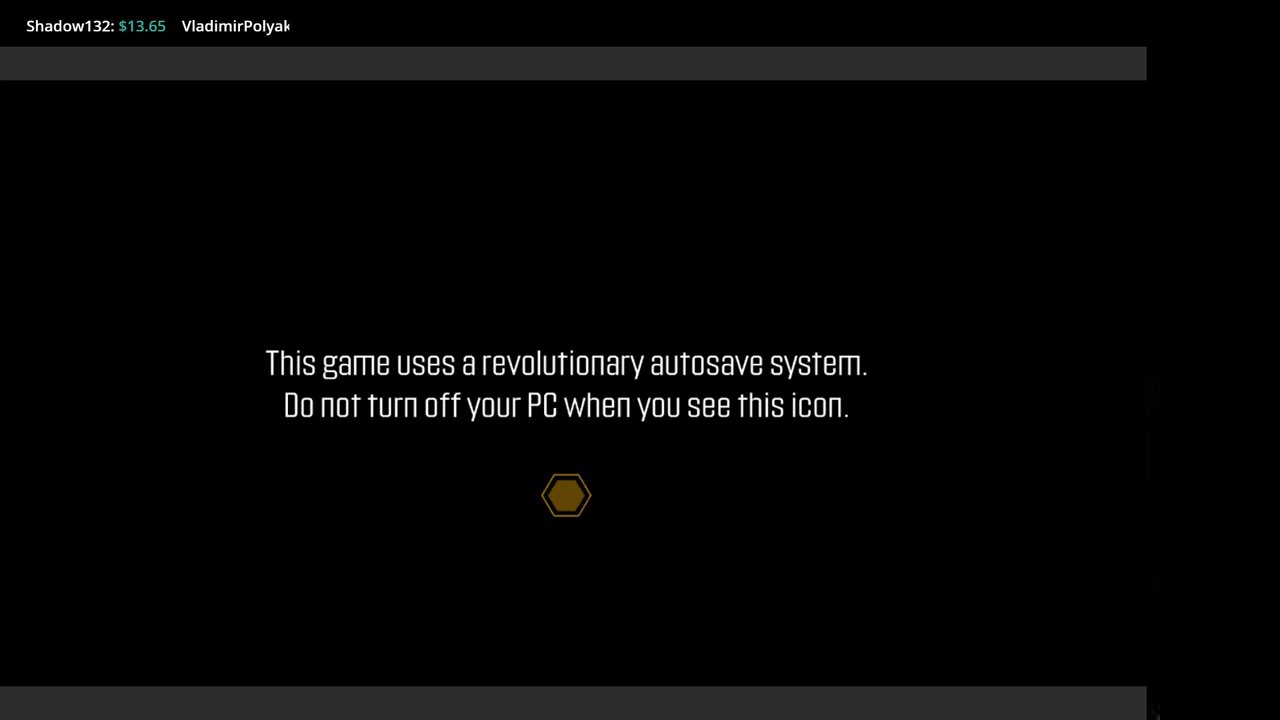 Shadow132: $13.65 VladimirPolyak
This game uses a revolutionary autosave system.
Do not turn off your PC when you see this icon.